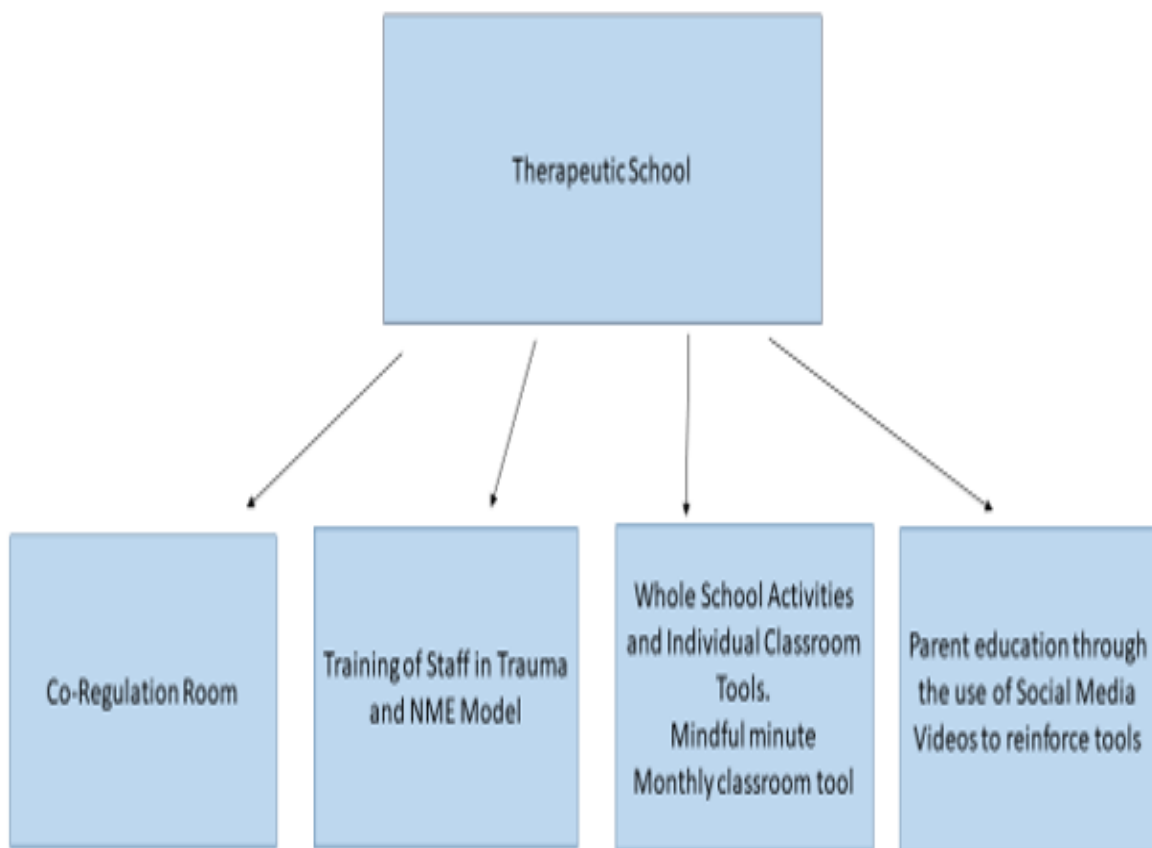 Therapeutic School
Co-Regulation Room
Training of Staff in Trauma
and NME Model
Whole School Activities
and Individual Classroom
Tools.
Mindful minute
Monthly classroom tool
Parent education through
the use of Social Media
Videos to reinforce tools